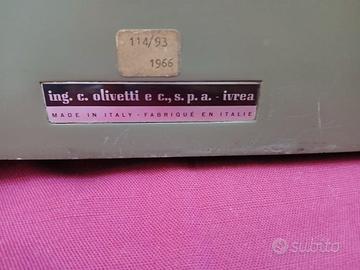 114/93
1966
ing. c. olivetti e c., s. p. a. - ivrea
MADE IN ITALY - FABRIQUÉ EN ITALIE
subito